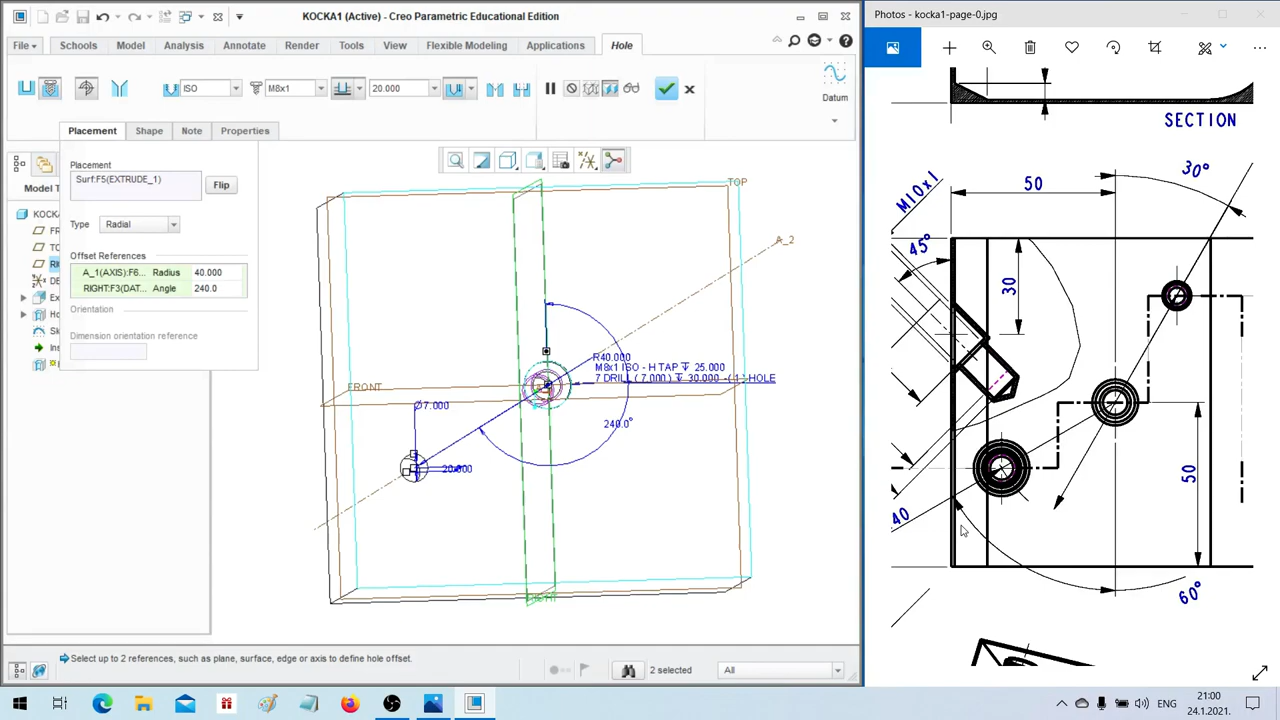 KOCKA1 (Active) - Creo Parametric Educational Edition
File
Schools
Model
Analysis
Annotate
Render
Tools
View
Flexible Modeling
Applications
Hole
ISO
M8x1
20.000
Datum
Placement
Shape
Note
Properties
Placement
Surf:F5(EXTRUDE_1)
Flip
Type
Radial
Offset References
A_1(AXIS):F6... Radius 40.000
RIGHT:F3(DAT... Angle 240.0
Orientation
Dimension orientation reference
Model T
KOC
TOP
A_2
FRONT
R40.000
M8x1 ISO - H TAP ↧ 25.000
7 DRILL ( 7.000 ) ↧ 30.000 -( 1 ) HOLE
Ø7.000
240.0°
20.000
Select up to 2 references, such as plane, surface, edge or axis to define hole offset.
2 selected
All
Photos - kocka1-page-0.jpg
SECTION
30°
50
M10x1
45°
30
50
40
60°
ENG
21:00
24.1.2021.